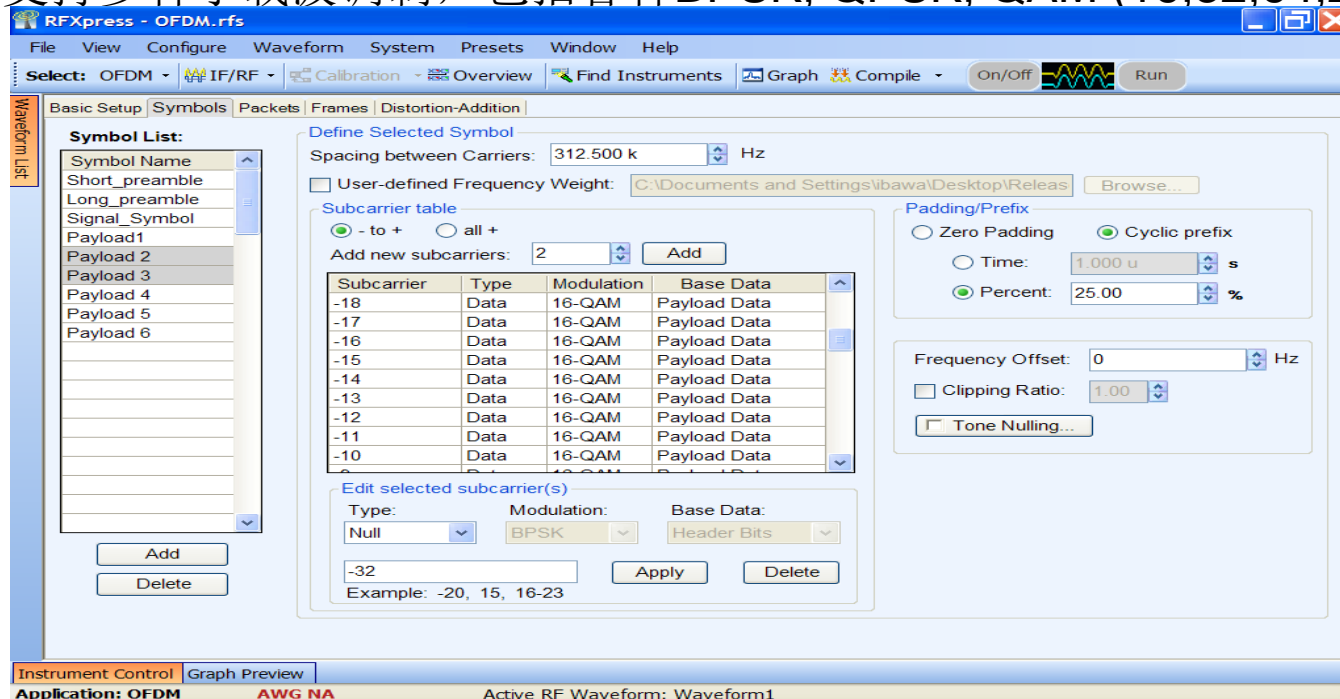 RFXpress - OFDM.rfs
File View Configure Waveform System Presets Window Help
Select: OFDM IF/RF Calibration Overview Find Instruments Graph Compile On/Off Run
Waveform List
Basic Setup Symbols Packets Frames Distortion-Addition
Symbol List:
Symbol Name
Short_preamble
Long_preamble
Signal_Symbol
Payload1
Payload 2
Payload 3
Payload 4
Payload 5
Payload 6
Add
Delete
Define Selected Symbol
Spacing between Carriers: 312.500 k Hz
User-defined Frequency Weight: C:\Documents and Settings\ibawa\Desktop\Releas Browse...
Subcarrier table
- to + all +
Add new subcarriers: 2 Add
Subcarrier Type Modulation Base Data
-18 Data 16-QAM Payload Data
-17 Data 16-QAM Payload Data
-16 Data 16-QAM Payload Data
-15 Data 16-QAM Payload Data
-14 Data 16-QAM Payload Data
-13 Data 16-QAM Payload Data
-12 Data 16-QAM Payload Data
-11 Data 16-QAM Payload Data
-10 Data 16-QAM Payload Data
Edit selected subcarrier(s)
Type: Modulation: Base Data:
Null BPSK Header Bits
-32 Apply Delete
Example: -20, 15, 16-23
Padding/Prefix
Zero Padding Cyclic prefix
Time: 1.000 u s
Percent: 25.00 %
Frequency Offset: 0 Hz
Clipping Ratio: 1.00
Tone Nulling...
Instrument Control Graph Preview
Application: OFDM AWG NA Active RF Waveform: Waveform1